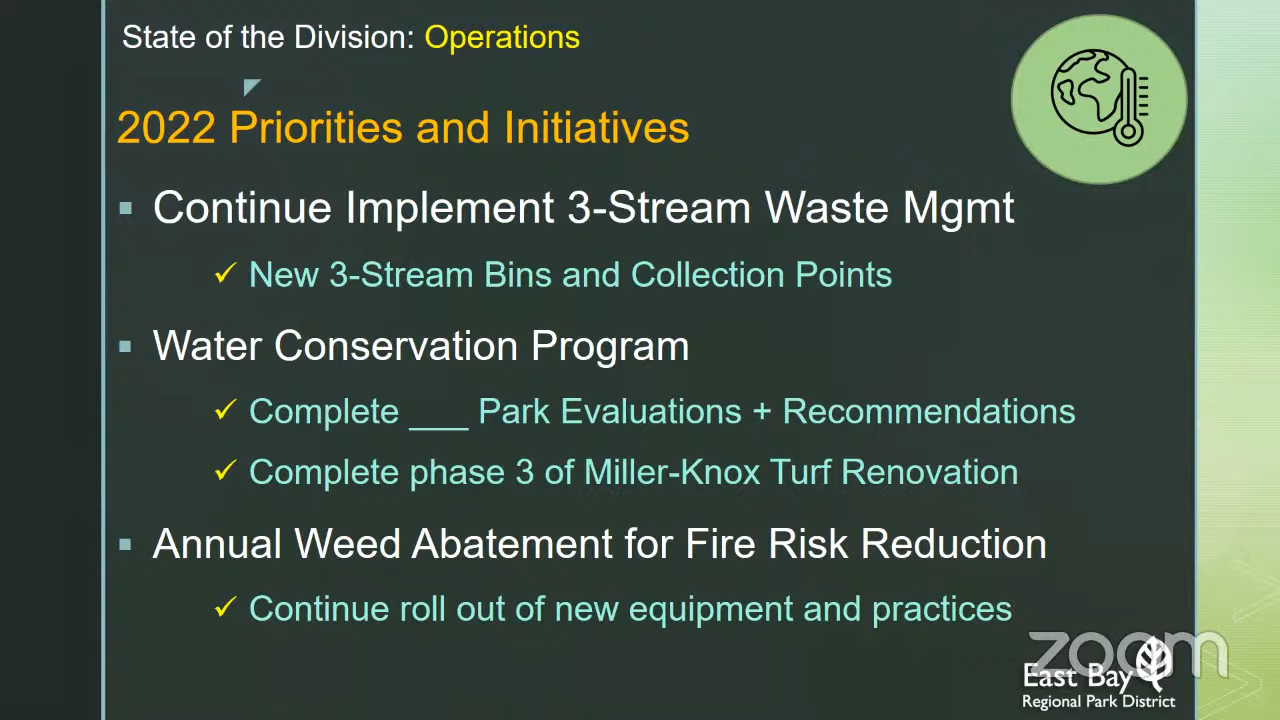 State of the Division: Operations
2022 Priorities and Initiatives
Continue Implement 3-Stream Waste Mgmt
New 3-Stream Bins and Collection Points
Water Conservation Program
Complete ___ Park Evaluations + Recommendations
Complete phase 3 of Miller-Knox Turf Renovation
Annual Weed Abatement for Fire Risk Reduction
Continue roll out of new equipment and practices
zoom
East Bay
Regional Park District